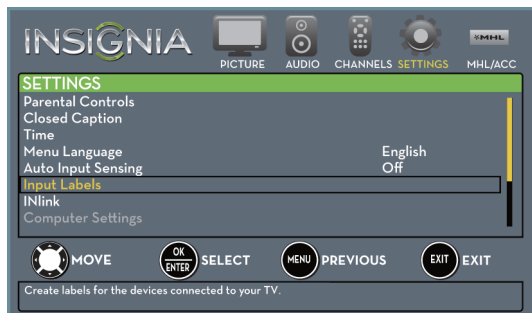 INSIGNIA
PICTURE AUDIO CHANNELS SETTINGS MHL MHL/ACC
SETTINGS
Parental Controls
Closed Caption
Time
Menu Language English
Auto Input Sensing Off
Input Labels
INlink
Computer Settings
MOVE OK ENTER SELECT MENU PREVIOUS EXIT EXIT
Create labels for the devices connected to your TV.